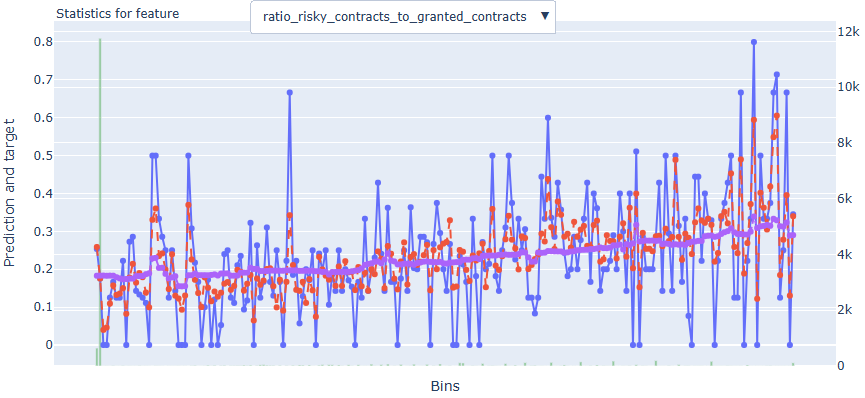 Statistics for feature
ratio_risky_contracts_to_granted_contracts ▼
Prediction and target
0.8
0.7
0.6
0.5
0.4
0.3
0.2
0.1
0
12k
10k
8k
6k
4k
2k
0
Bins